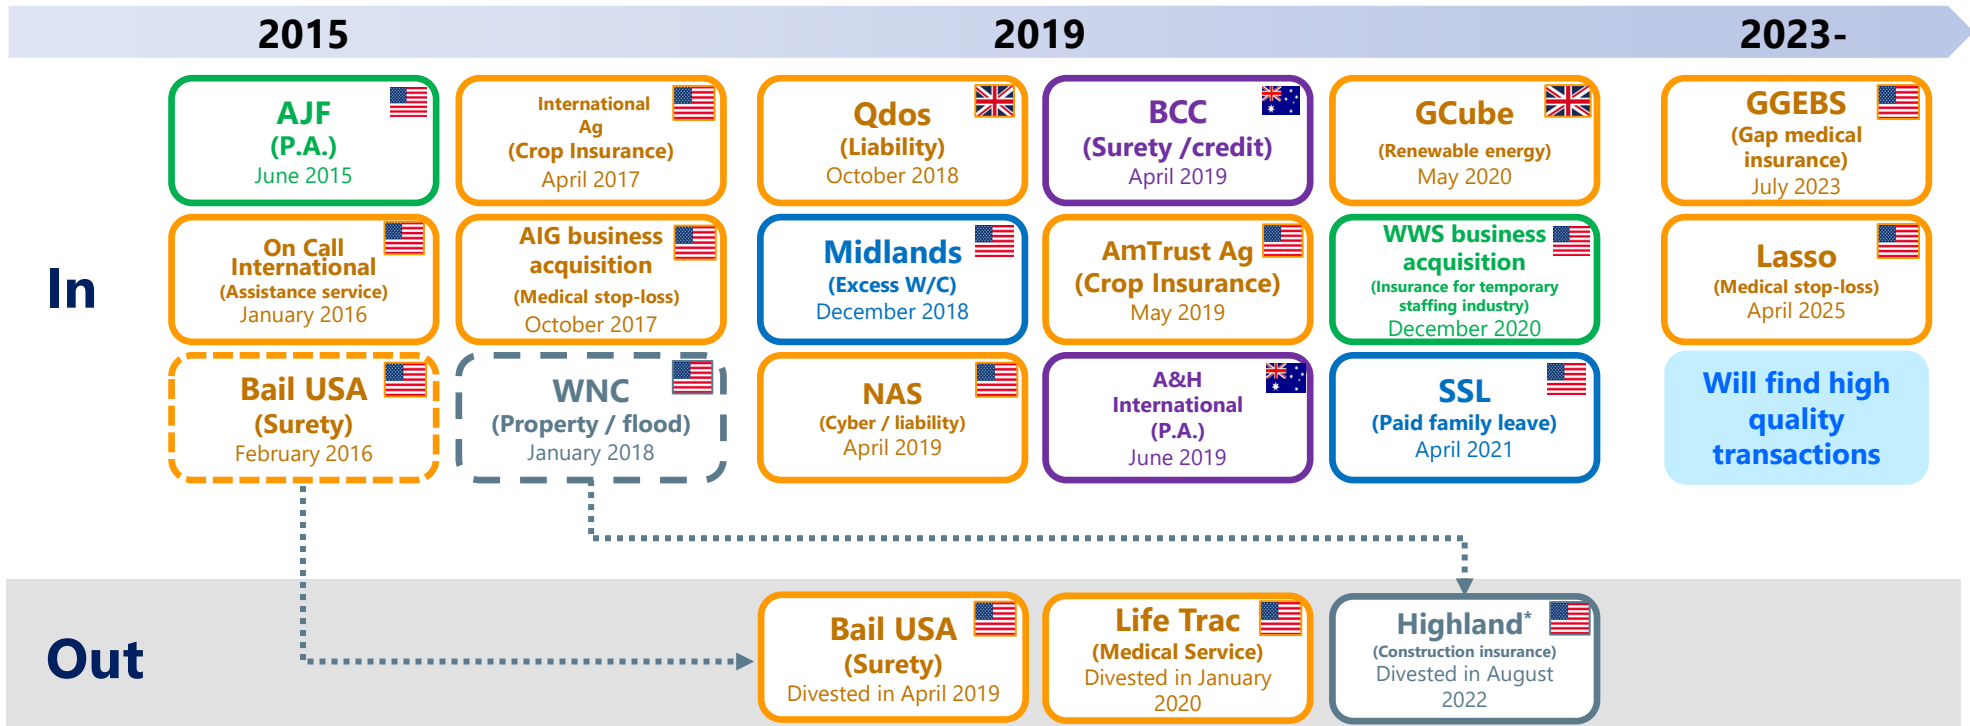 2015
2019
2023-
In
AJF
(P.A.)
June 2015
International
Ag
(Crop Insurance)
April 2017
Qdos
(Liability)
October 2018
BCC
(Surety /credit)
April 2019
GCube
(Renewable energy)
May 2020
GGEBS
(Gap medical
insurance)
July 2023
On Call
International
(Assistance service)
January 2016
AIG business
acquisition
(Medical stop-loss)
October 2017
Midlands
(Excess W/C)
December 2018
AmTrust Ag
(Crop Insurance)
May 2019
WWS business
acquisition
(Insurance for temporary
staffing industry)
December 2020
Lasso
(Medical stop-loss)
April 2025
Bail USA
(Surety)
February 2016
WNC
(Property / flood)
January 2018
NAS
(Cyber / liability)
April 2019
A&H
International
(P.A.)
June 2019
SSL
(Paid family leave)
April 2021
Will find high
quality
transactions
Out
Bail USA
(Surety)
Divested in April 2019
Life Trac
(Medical Service)
Divested in January
2020
Highland*
(Construction insurance)
Divested in August
2022